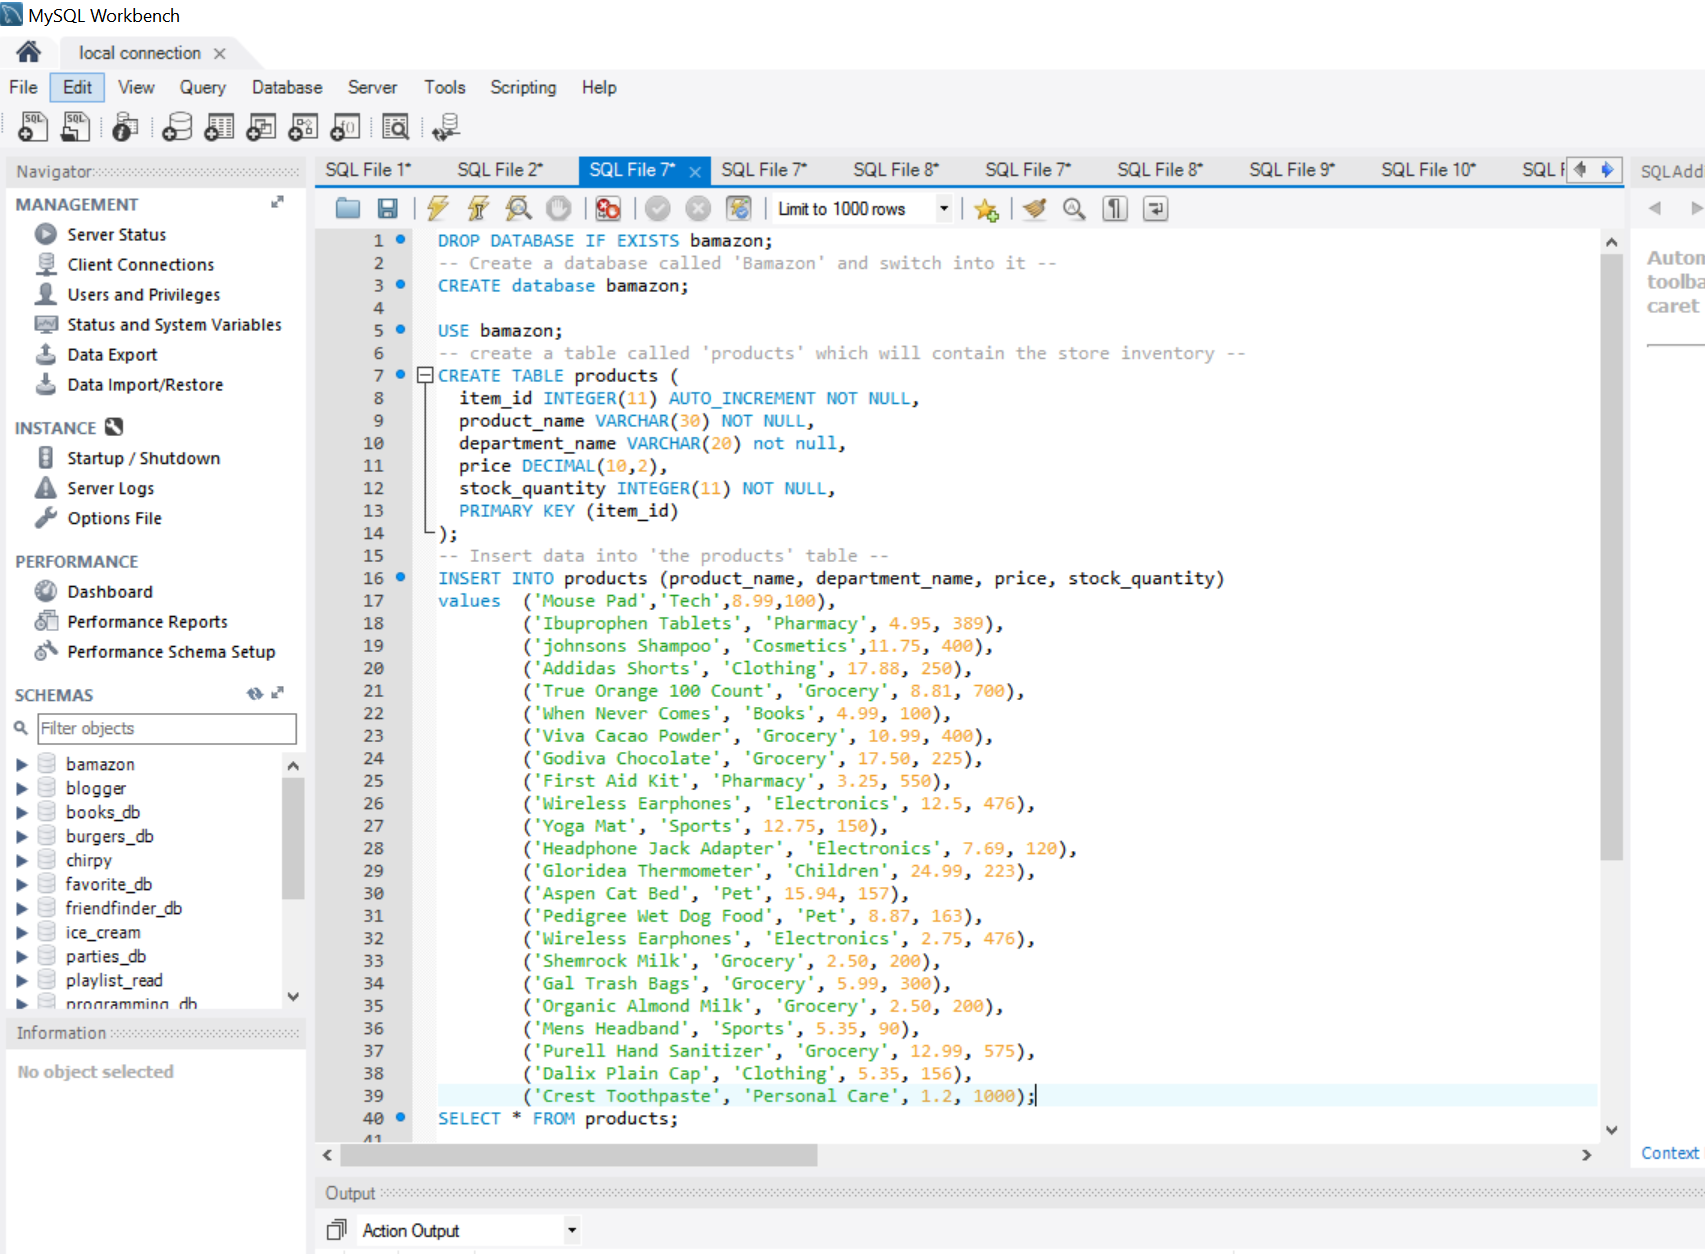 MySQL Workbench
local connection
File Edit View Query Database Server Tools Scripting Help
Navigator
MANAGEMENT
Server Status
Client Connections
Users and Privileges
Status and System Variables
Data Export
Data Import/Restore
INSTANCE
Startup / Shutdown
Server Logs
Options File
PERFORMANCE
Dashboard
Performance Reports
Performance Schema Setup
SCHEMAS
Filter objects
bamazon
blogger
books_db
burgers_db
chirpy
favorite_db
friendfinder_db
ice_cream
parties_db
playlist_read
programming_db
Information
No object selected
SQL File 1* SQL File 2* SQL File 7* SQL File 7* SQL File 8* SQL File 7* SQL File 8* SQL File 9* SQL File 10* SQL F
Limit to 1000 rows
1 DROP DATABASE IF EXISTS bamazon;
2 -- Create a database called 'Bamazon' and switch into it --
3 CREATE database bamazon;
4
5 USE bamazon;
6 -- create a table called 'products' which will contain the store inventory --
7 CREATE TABLE products (
8 item_id INTEGER(11) AUTO_INCREMENT NOT NULL,
9 product_name VARCHAR(30) NOT NULL,
10 department_name VARCHAR(20) not null,
11 price DECIMAL(10,2),
12 stock_quantity INTEGER(11) NOT NULL,
13 PRIMARY KEY (item_id)
14 );
15 -- Insert data into 'the products' table --
16 INSERT INTO products (product_name, department_name, price, stock_quantity)
17 values ('Mouse Pad','Tech',8.99,100),
18 ('Ibuprophen Tablets', 'Pharmacy', 4.95, 389),
19 ('johnsons Shampoo', 'Cosmetics',11.75, 400),
20 ('Addidas Shorts', 'Clothing', 17.88, 250),
21 ('True Orange 100 Count', 'Grocery', 8.81, 700),
22 ('When Never Comes', 'Books', 4.99, 100),
23 ('Viva Cacao Powder', 'Grocery', 10.99, 400),
24 ('Godiva Chocolate', 'Grocery', 17.50, 225),
25 ('First Aid Kit', 'Pharmacy', 3.25, 550),
26 ('Wireless Earphones', 'Electronics', 12.5, 476),
27 ('Yoga Mat', 'Sports', 12.75, 150),
28 ('Headphone Jack Adapter', 'Electronics', 7.69, 120),
29 ('Gloridea Thermometer', 'Children', 24.99, 223),
30 ('Aspen Cat Bed', 'Pet', 15.94, 157),
31 ('Pedigree Wet Dog Food', 'Pet', 8.87, 163),
32 ('Wireless Earphones', 'Electronics', 2.75, 476),
33 ('Shemrock Milk', 'Grocery', 2.50, 200),
34 ('Gal Trash Bags', 'Grocery', 5.99, 300),
35 ('Organic Almond Milk', 'Grocery', 2.50, 200),
36 ('Mens Headband', 'Sports', 5.35, 90),
37 ('Purell Hand Sanitizer', 'Grocery', 12.99, 575),
38 ('Dalix Plain Cap', 'Clothing', 5.35, 156),
39 ('Crest Toothpaste', 'Personal Care', 1.2, 1000);
40 SELECT * FROM products;
41
Output
Action Output
SQLAdd
Auton
toolba
caret
Context